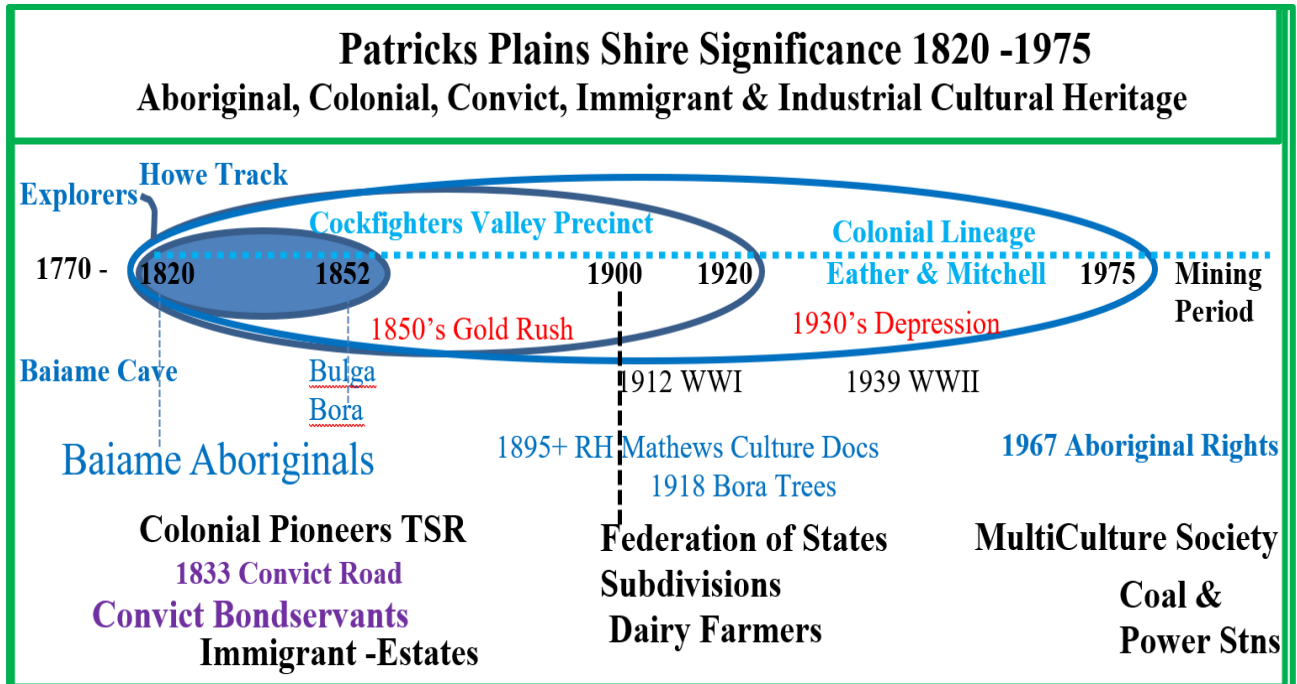 Patricks Plains Shire Significance 1820 -1975
Aboriginal, Colonial, Convict, Immigrant & Industrial Cultural Heritage
Howe Track
Explorers
Cockfighters Valley Precinct
Colonial Lineage
1770 -
1820
1852
1900
1920
Eather & Mitchell
1975
Mining
Period
1850’s Gold Rush
1930’s Depression
Baiame Cave
Bulga
Bora
1912 WWI
1939 WWII
Baiame Aboriginals
1895+ RH Mathews Culture Docs
1918 Bora Trees
1967 Aboriginal Rights
Colonial Pioneers TSR
1833 Convict Road
Convict Bondservants
Immigrant -Estates
Federation of States
Subdivisions
Dairy Farmers
MultiCulture Society
Coal &
Power Stns